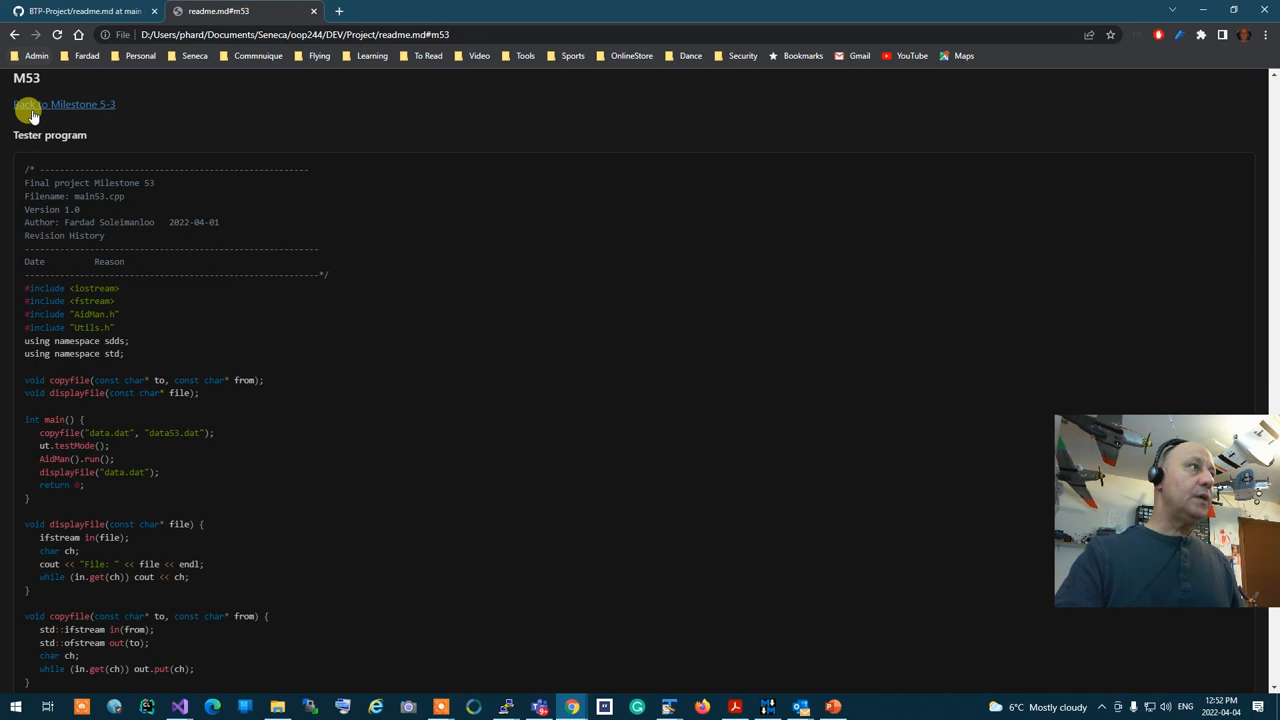 BTP-Project/readme.md at main
readme.md#m53
File D:/Users/phard/Documents/Seneca/oop244/DEV/Project/readme.md#m53
Admin Fardad Personal Seneca Commnuique Flying Learning To Read Video Tools Sports OnlineStore Dance Security Bookmarks Gmail YouTube Maps
M53
Back to Milestone 5-3
Tester program
/* ------------------------------------------------------
Final project Milestone 53
Filename: main53.cpp
Version 1.0
Author: Fardad Soleimanloo   2022-04-01
Revision History
-----------------------------------------------------------
Date          Reason
-----------------------------------------------------------*/
#include <iostream>
#include <fstream>
#include "AidMan.h"
#include "Utils.h"
using namespace sdds;
using namespace std;
void copyfile(const char* to, const char* from);
void displayFile(const char* file);
int main() {
copyfile("data.dat", "data53.dat");
ut.testMode();
AidMan().run();
displayFile("data.dat");
return 0;
}
void displayFile(const char* file) {
ifstream in(file);
char ch;
cout << "File: " << file << endl;
while (in.get(ch)) cout << ch;
}
void copyfile(const char* to, const char* from) {
std::ifstream in(from);
std::ofstream out(to);
char ch;
while (in.get(ch)) out.put(ch);
}
6°C Mostly cloudy
12:52 PM
2022-04-04